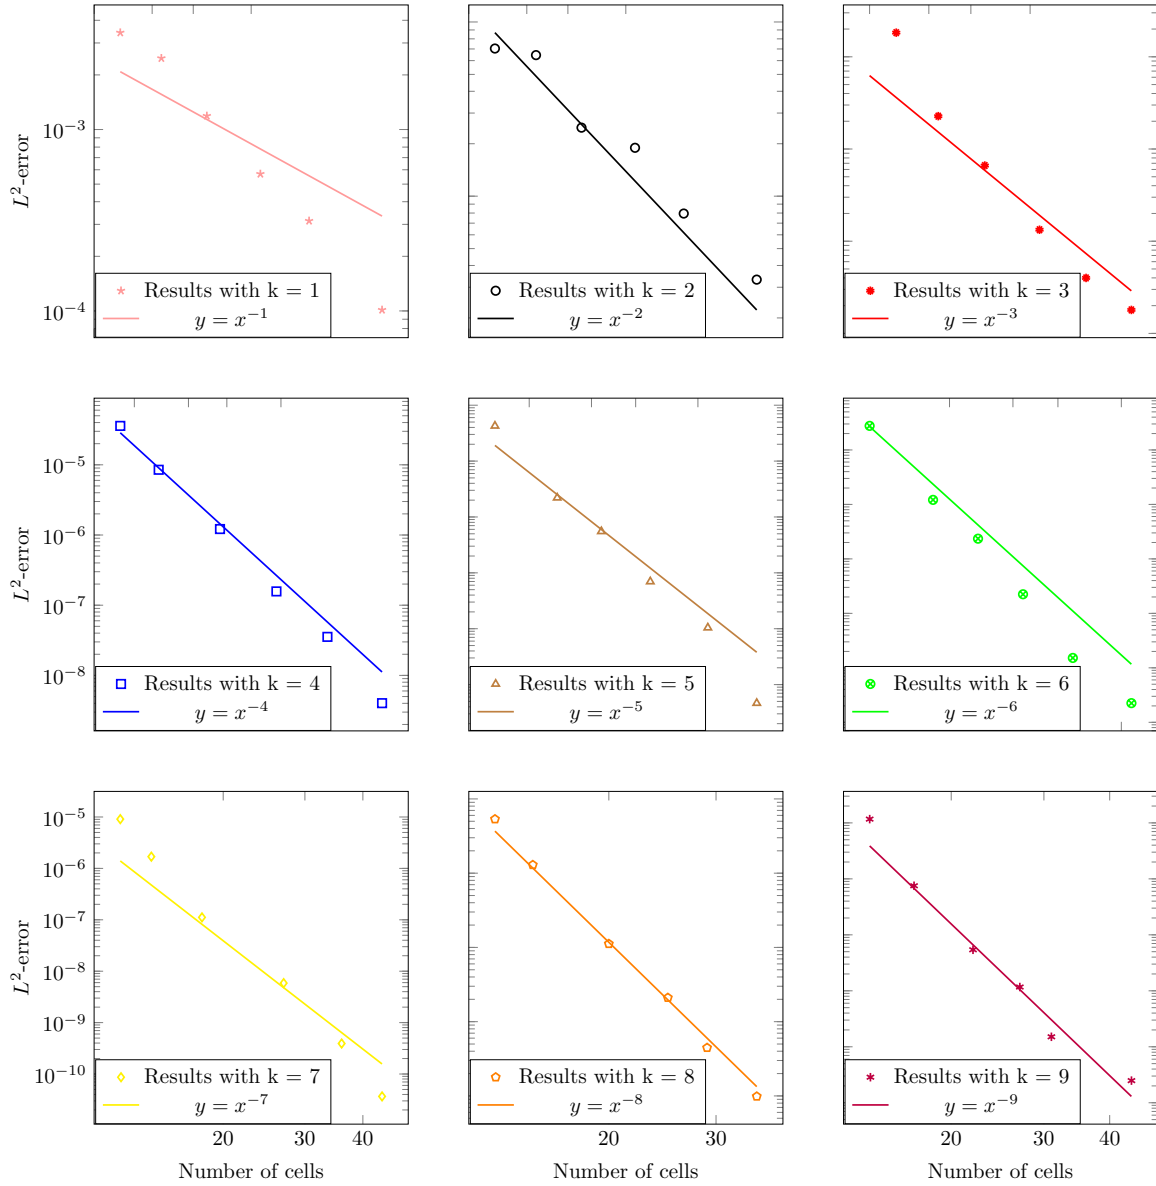 10⁻³
10⁻⁴
L²-error
Results with k = 1
y = x⁻¹
Results with k = 2
y = x⁻²
Results with k = 3
y = x⁻³
10⁻⁵
10⁻⁶
10⁻⁷
10⁻⁸
L²-error
Results with k = 4
y = x⁻⁴
Results with k = 5
y = x⁻⁵
Results with k = 6
y = x⁻⁶
10⁻⁵
10⁻⁶
10⁻⁷
10⁻⁸
10⁻⁹
10⁻¹⁰
L²-error
Results with k = 7
y = x⁻⁷
20 30 40
Number of cells
Results with k = 8
y = x⁻⁸
20 30
Number of cells
Results with k = 9
y = x⁻⁹
20 30 40
Number of cells